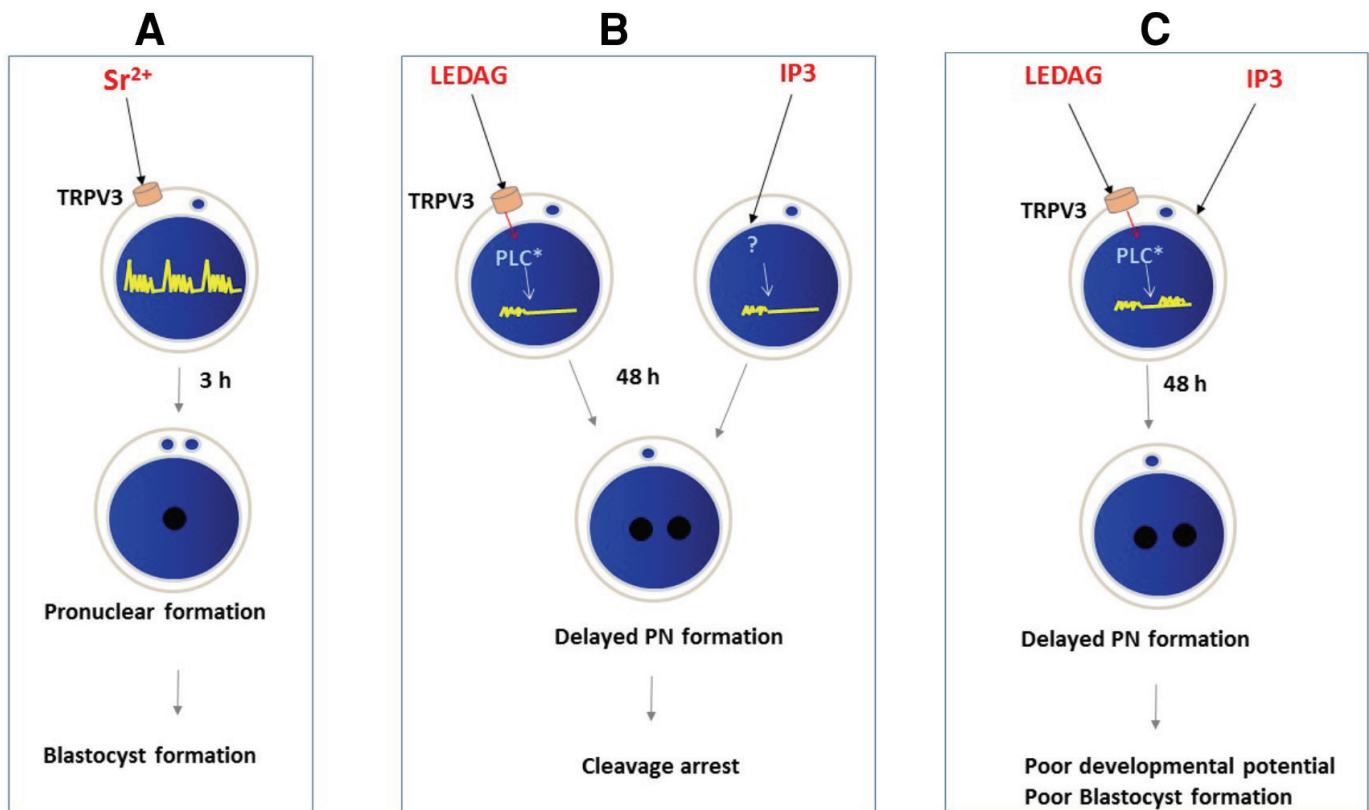 A
Sr2+
TRPV3
3 h
Pronuclear formation
Blastocyst formation
B
LEDAG
IP3
TRPV3
PLC*
?
48 h
Delayed PN formation
Cleavage arrest
C
LEDAG
IP3
TRPV3
PLC*
48 h
Delayed PN formation
Poor developmental potential
Poor Blastocyst formation